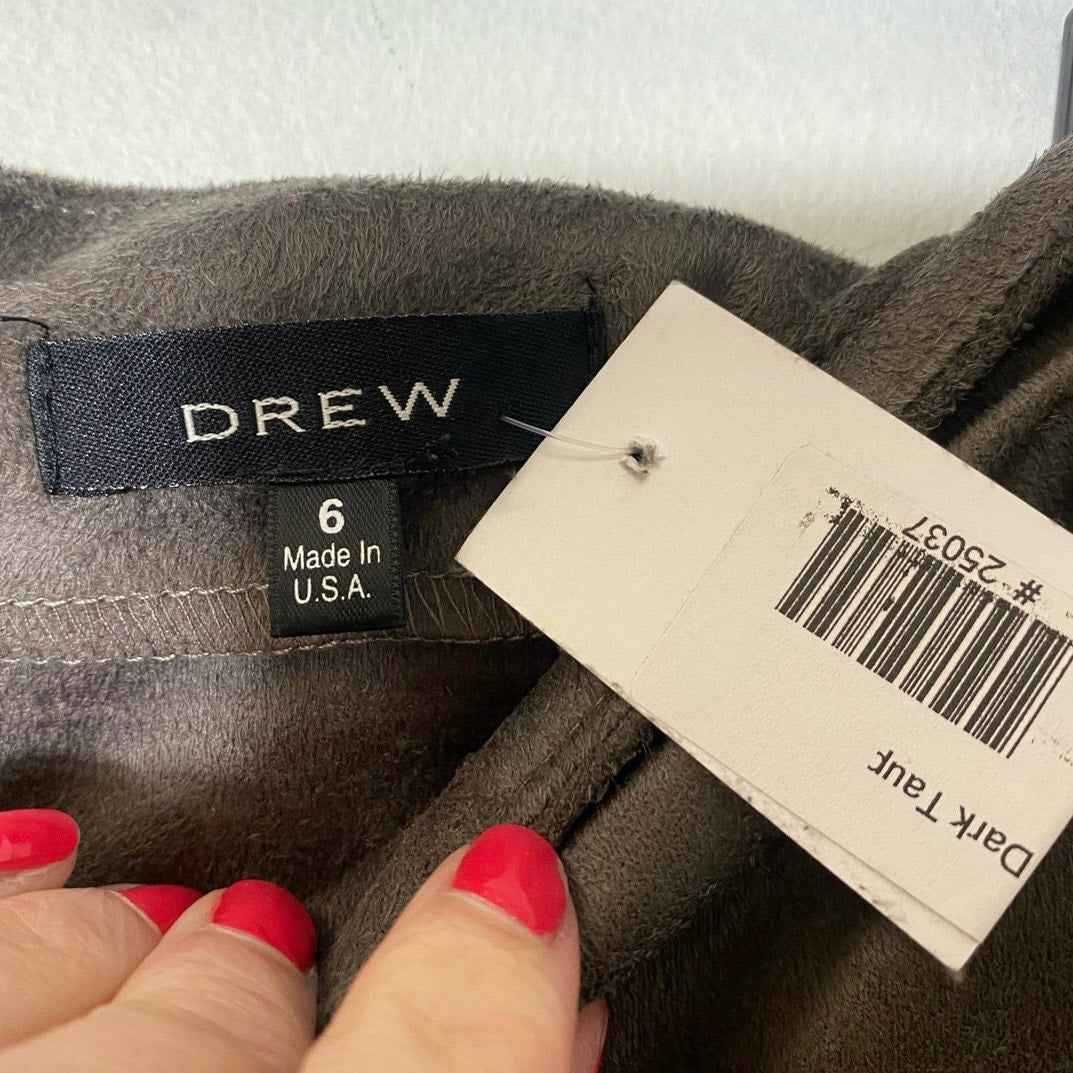 DREW
6
Made In
U.S.A.
# 25037
Dark Taup